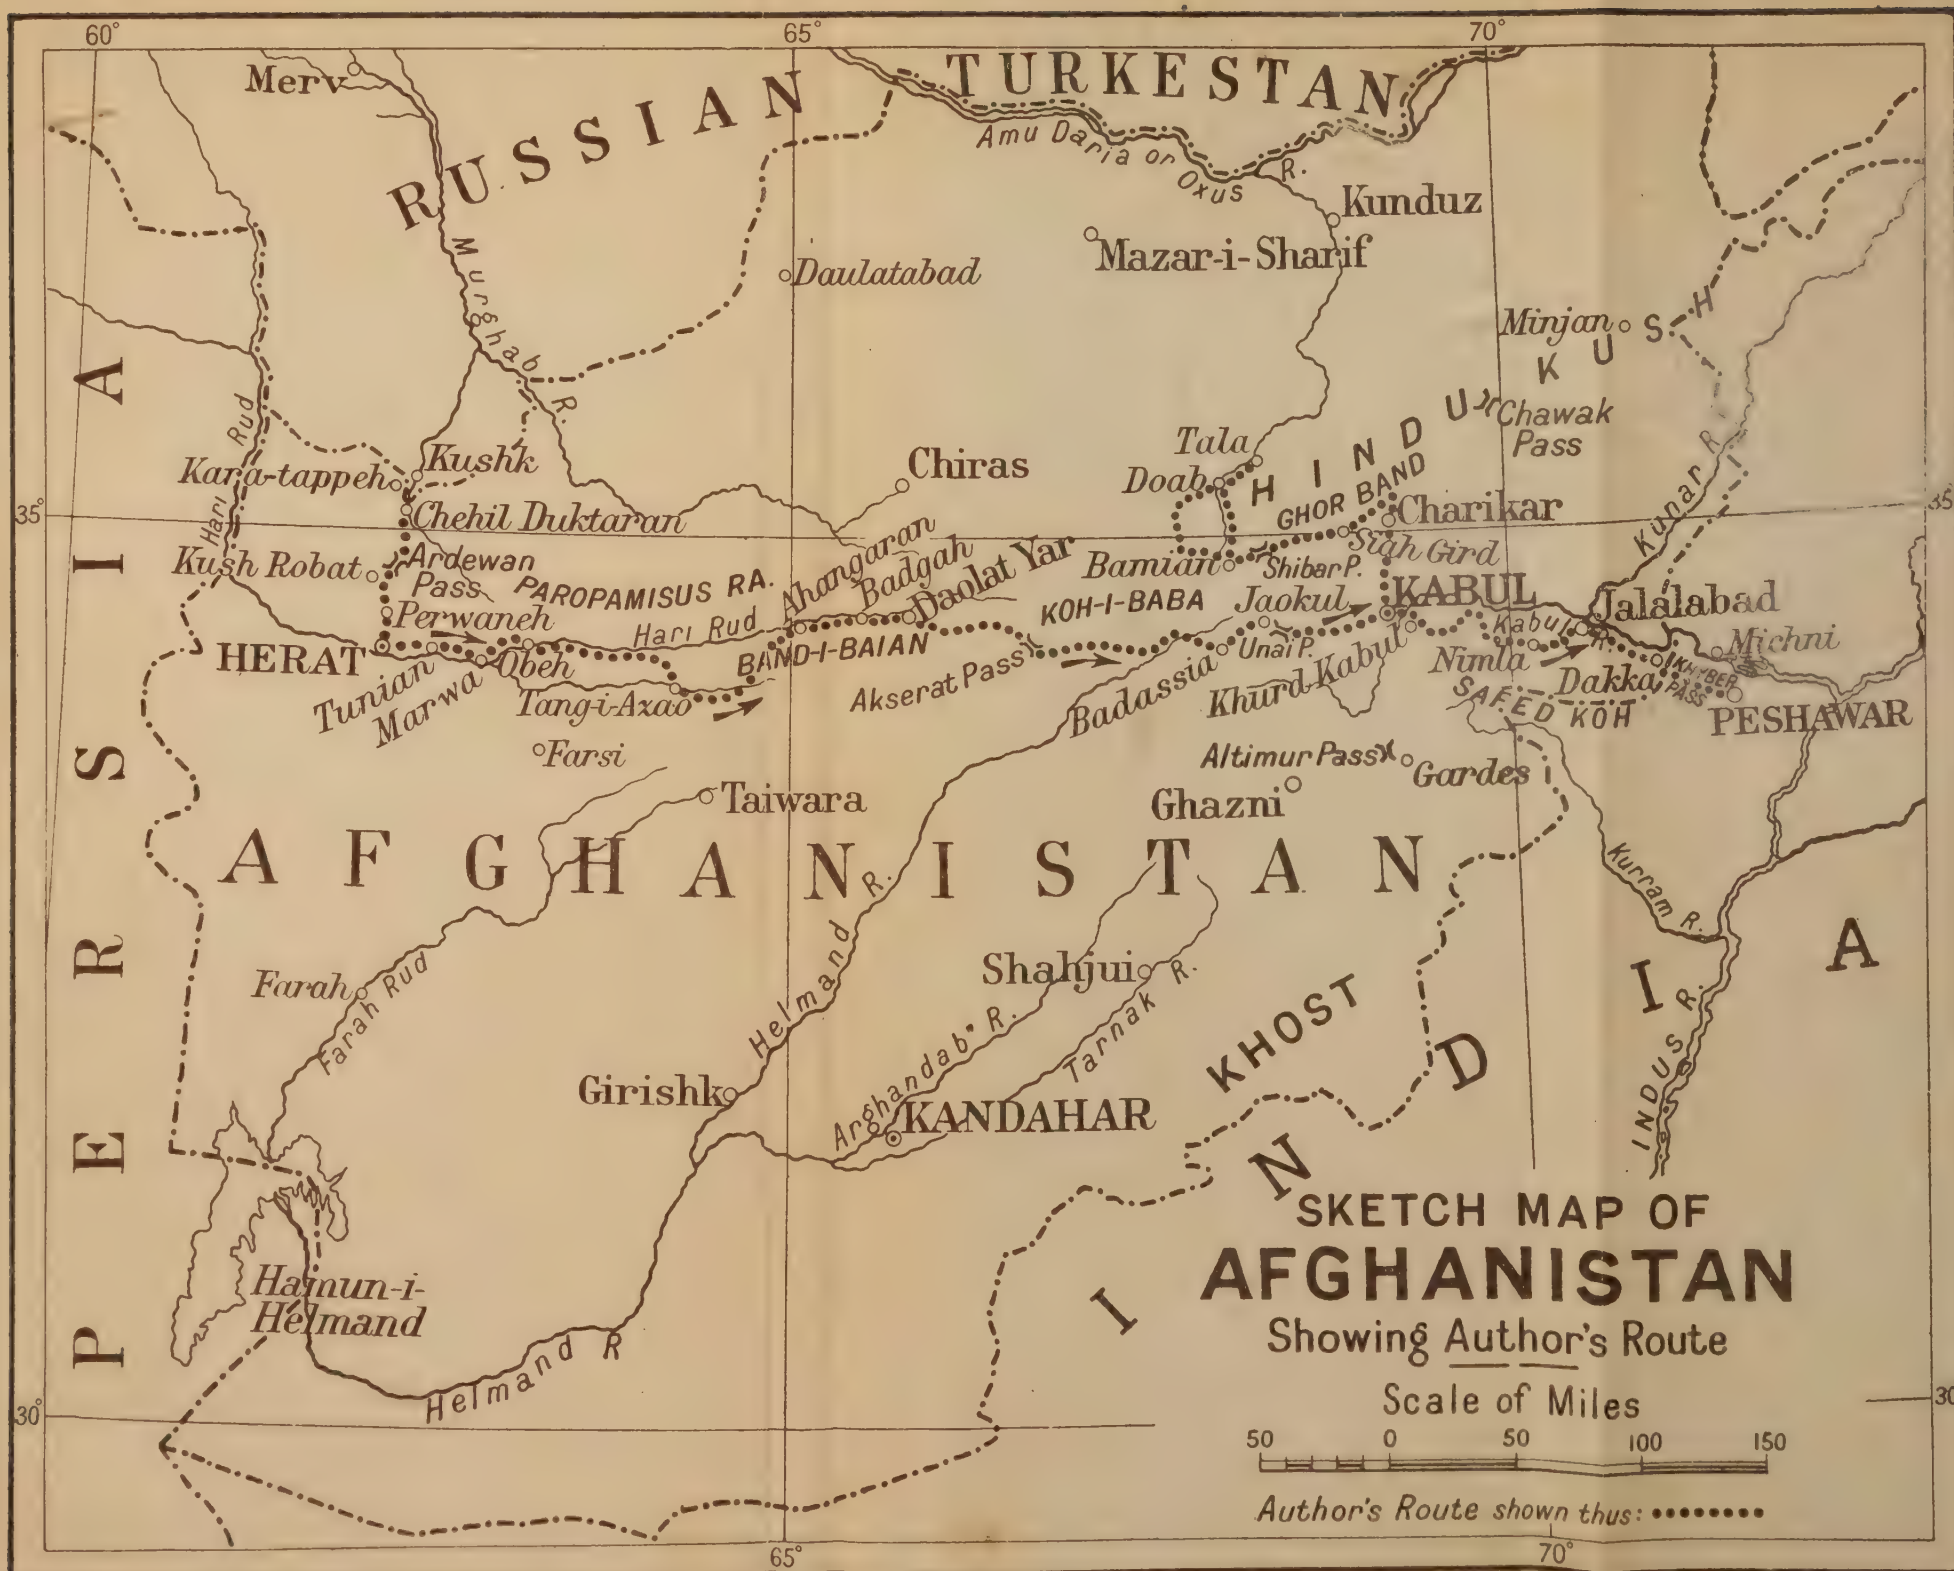 60°
65°
70°
Merv
RUSSIAN
TURKESTAN
Amu Daria or Oxus R.
Kunduz
Mazar-i-Sharif
Daulatabad
Murghab R.
Minjan
HINDU KUSH
Chawak
Pass
Hari Rud
Kara-tappeh
Kushk
Chiras
Tala
Doab
GHOR BAND
Charikar
Kunar R.
35°
35°
Chehil Duktaran
Kush Robat
Ardewan
Pass
PAROPAMISUS RA.
Ahangaran
Badgah
Daolat Yar
Bamian
Shibar P.
Siah Gird
Perwaneh
Hari Rud
KOH-I-BABA
Jaokul
KABUL
Jalalabad
Kabul R.
Michni
HERAT
Tunian
Marwa
Obeh
BAND-I-BAIAN
Akserat Pass
Unai P.
Nimla
Dakka
KHYBER
PASS
Tang-i-Azao
Badassia
Khurd Kabul
SAFED KOH
PESHAWAR
Farsi
Altimur Pass
Gardes
Taiwara
Ghazni
PERSIA
AFGHANISTAN
Kurram R.
Farah
Farah Rud
Helmand R.
Shahjui
Arghandab R.
Tarnak R.
KHOST
INDIA
INDUS R.
Girishk
KANDAHAR
Hamun-i-
Helmand
Helmand R
SKETCH MAP OF
AFGHANISTAN
Showing Author's Route
Scale of Miles
50 0 50 100 150
Author's Route shown thus:
30°
30
65°
70°